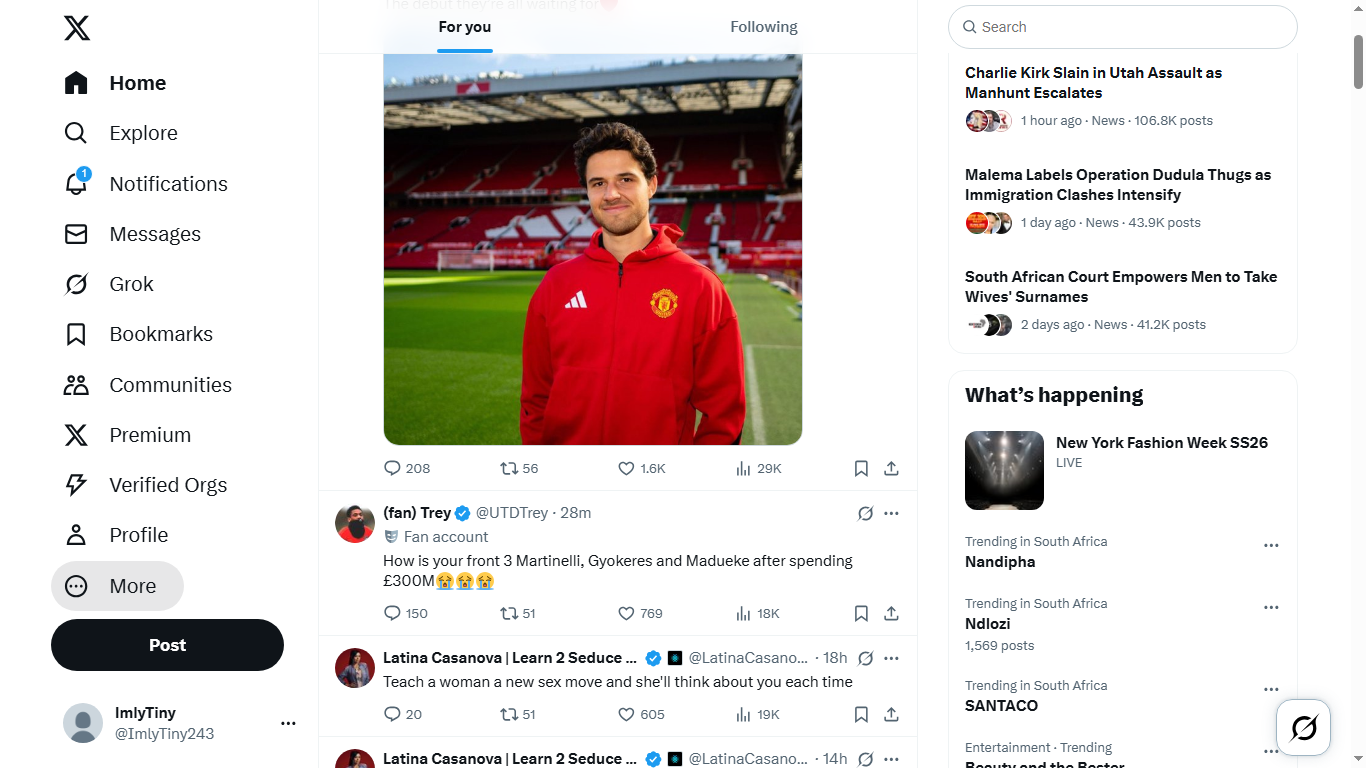 Home
Explore
1
Notifications
Messages
Grok
Bookmarks
Communities
Premium
Verified Orgs
Profile
More
Post
ImlyTiny
@ImlyTiny243
The debut they're all waiting for
For you
Following
208
56
1.6K
29K
(fan) Trey @UTDTrey · 28m
Fan account
How is your front 3 Martinelli, Gyokeres and Madueke after spending
£300M😭😭😭
150
51
769
18K
Latina Casanova | Learn 2 Seduce ... @LatinaCasano... · 18h
Teach a woman a new sex move and she'll think about you each time
20
51
605
19K
Latina Casanova | Learn 2 Seduce ... @LatinaCasano... · 14h
Search
Charlie Kirk Slain in Utah Assault as
Manhunt Escalates
1 hour ago · News · 106.8K posts
Malema Labels Operation Dudula Thugs as
Immigration Clashes Intensify
1 day ago · News · 43.9K posts
South African Court Empowers Men to Take
Wives' Surnames
2 days ago · News · 41.2K posts
What's happening
New York Fashion Week SS26
LIVE
Trending in South Africa
Nandipha
Trending in South Africa
Ndlozi
1,569 posts
Trending in South Africa
SANTACO
Entertainment · Trending
Beauty and the Bester